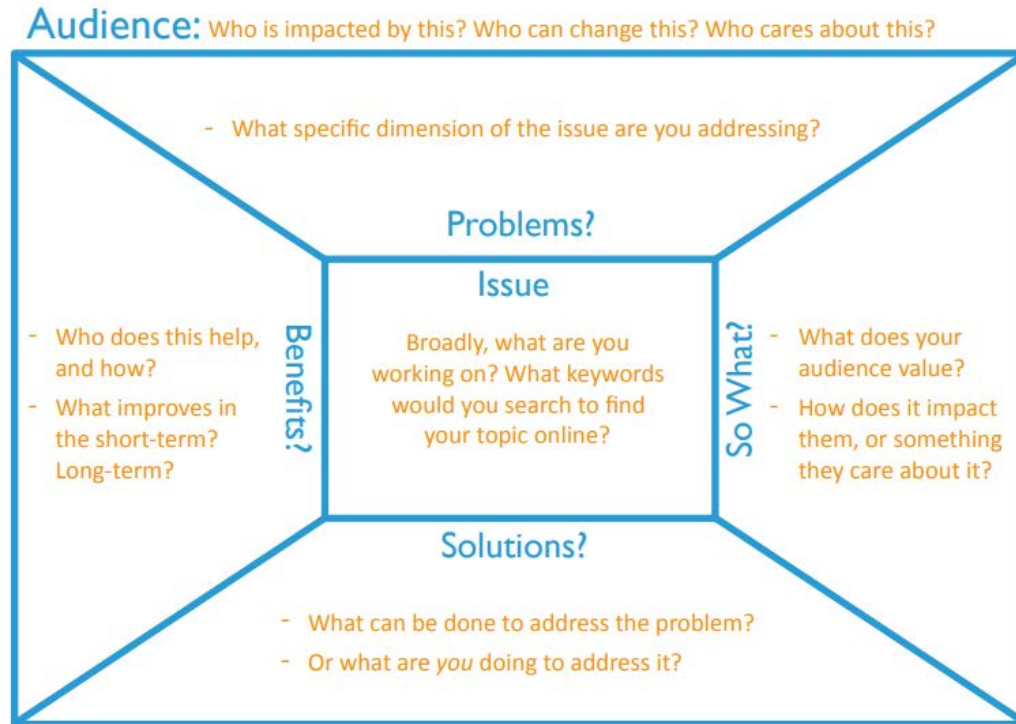 Audience: Who is impacted by this? Who can change this? Who cares about this?
- What specific dimension of the issue are you addressing?
Problems?
Issue
Broadly, what are you
working on? What keywords
would you search to find
your topic online?
Benefits?
- Who does this help,
and how?
- What improves in
the short-term?
Long-term?
So What?
- What does your
audience value?
- How does it impact
them, or something
they care about it?
Solutions?
- What can be done to address the problem?
- Or what are you doing to address it?